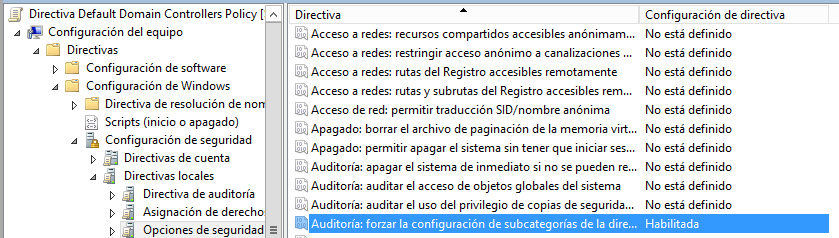 Directiva Default Domain Controllers Policy [
Configuración del equipo
Directivas
Configuración de software
Configuración de Windows
Directiva de resolución de nom
Scripts (inicio o apagado)
Configuración de seguridad
Directivas de cuenta
Directivas locales
Directiva de auditoría
Asignación de derecho
Opciones de seguridad
Directiva Configuración de directiva
Acceso a redes: recursos compartidos accesibles anónimam... No está definido
Acceso a redes: restringir acceso anónimo a canalizaciones ... No está definido
Acceso a redes: rutas del Registro accesibles remotamente No está definido
Acceso a redes: rutas y subrutas del Registro accesibles rem... No está definido
Acceso de red: permitir traducción SID/nombre anónima No está definido
Apagado: borrar el archivo de paginación de la memoria virt... No está definido
Apagado: permitir apagar el sistema sin tener que iniciar ses... No está definido
Auditoría: apagar el sistema de inmediato si no se pueden re... No está definido
Auditoría: auditar el acceso de objetos globales del sistema No está definido
Auditoría: auditar el uso del privilegio de copias de segurida... No está definido
Auditoría: forzar la configuración de subcategorías de la dire... Habilitada